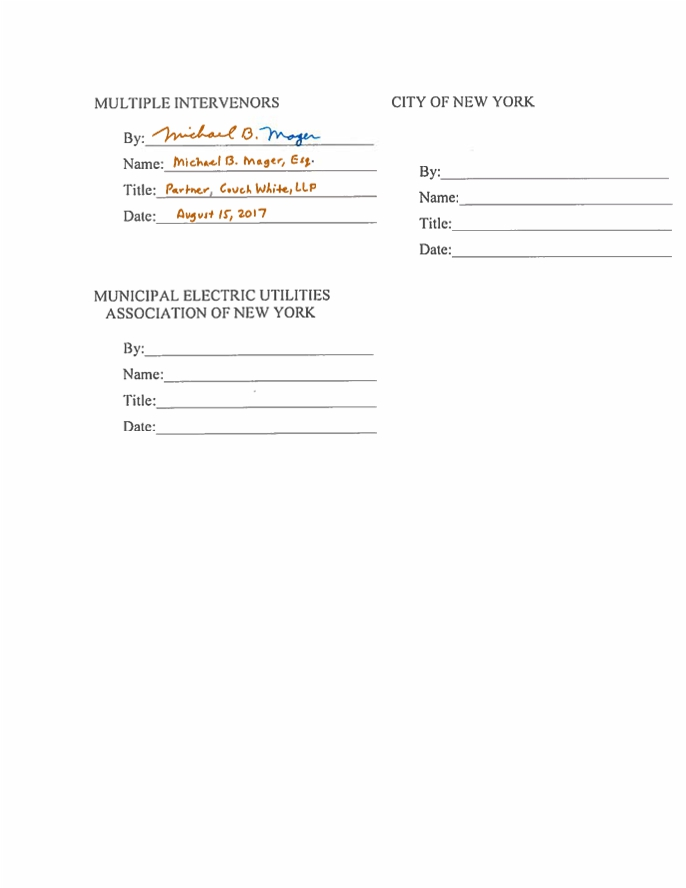 MULTIPLE INTERVENORS
By: Michael B. Mager
Name: Michael B. Mager, Esq.
Title: Partner, Couch White, LLP
Date: August 15, 2017
CITY OF NEW YORK
By:
Name:
Title:
Date:
MUNICIPAL ELECTRIC UTILITIES
ASSOCIATION OF NEW YORK
By:
Name:
Title:
Date: